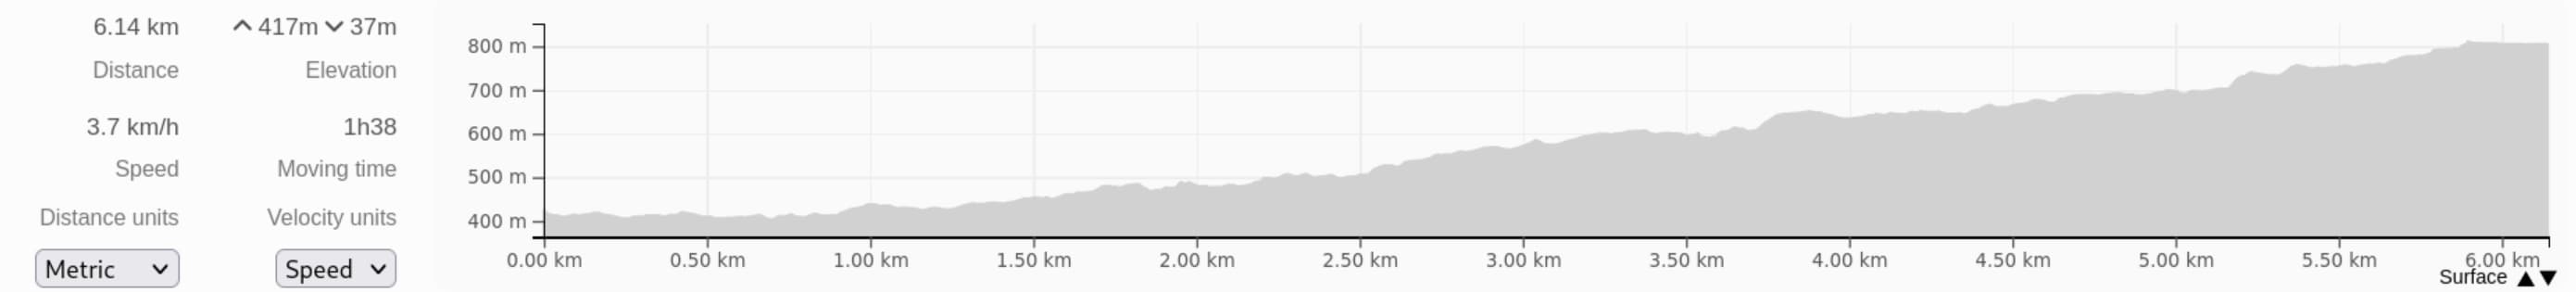 6.14 km
417m 37m
Distance
Elevation
3.7 km/h
1h38
Speed
Moving time
Distance units
Velocity units
Metric
Speed
800 m
700 m
600 m
500 m
400 m
0.00 km
0.50 km
1.00 km
1.50 km
2.00 km
2.50 km
3.00 km
3.50 km
4.00 km
4.50 km
5.00 km
5.50 km
6.00 km
Surface ▲▼